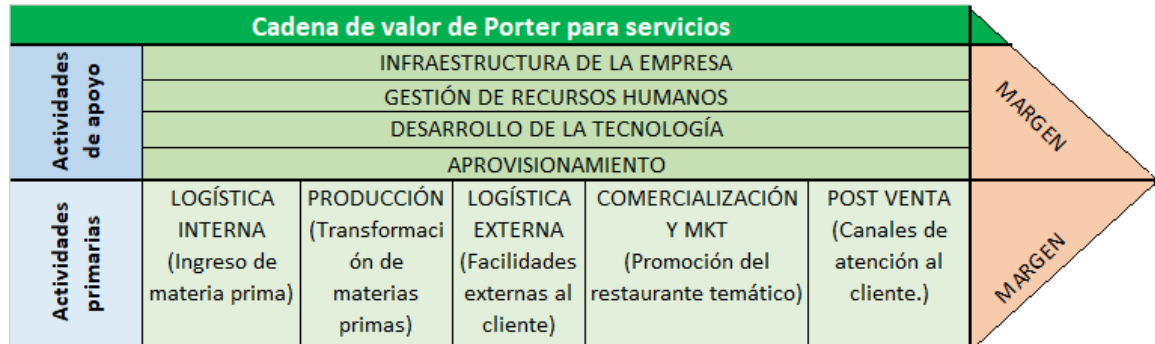 Cadena de valor de Porter para servicios
Actividades
de apoyo
INFRAESTRUCTURA DE LA EMPRESA
GESTIÓN DE RECURSOS HUMANOS
DESARROLLO DE LA TECNOLOGÍA
APROVISIONAMIENTO
MARGEN
Actividades
primarias
LOGÍSTICA
INTERNA
(Ingreso de
materia prima)
PRODUCCIÓN
(Transformaci
ón de
materias
primas)
LOGÍSTICA
EXTERNA
(Facilidades
externas al
cliente)
COMERCIALIZACIÓN
Y MKT
(Promoción del
restaurante temático)
POST VENTA
(Canales de
atención al
cliente.)
MARGEN